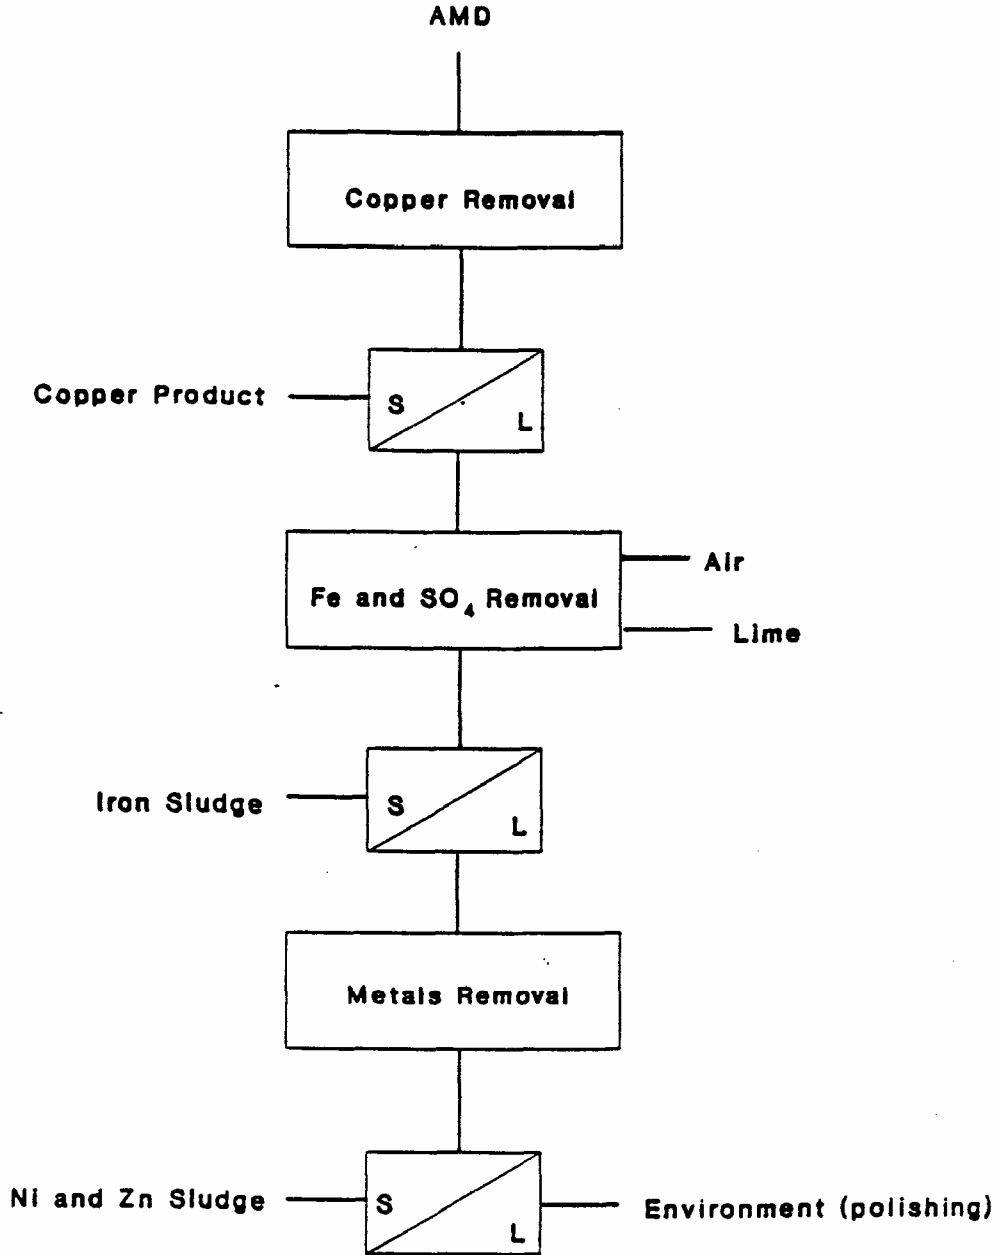 AMD
Copper Removal
Copper Product
S
L
Fe and SO4 Removal
Air
Lime
Iron Sludge
S
L
Metals Removal
Ni and Zn Sludge
S
L
Environment (polishing)